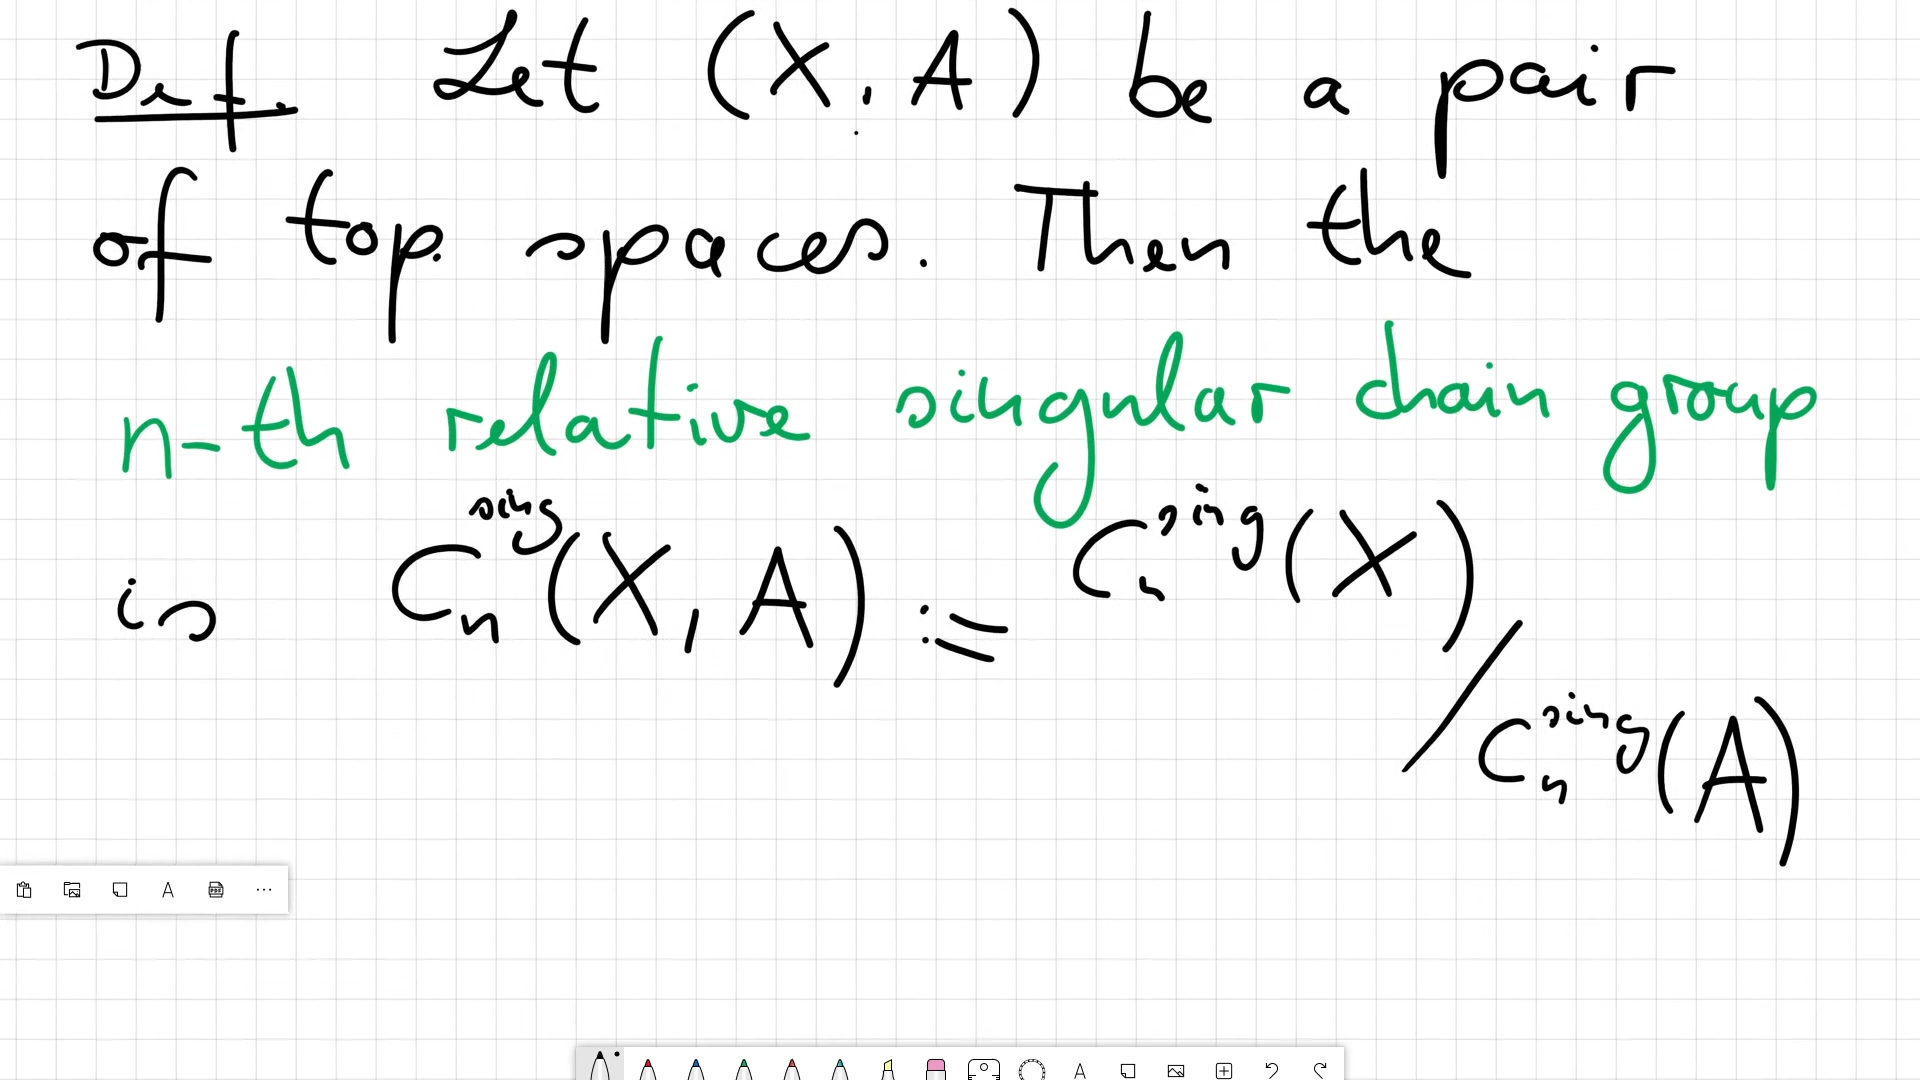 Def. Let (X, A) be a pair
of top. spaces. Then the
n-th relative singular chain group
is C_n^sing(X, A) := C_n^sing(X) / C_n^sing(A)